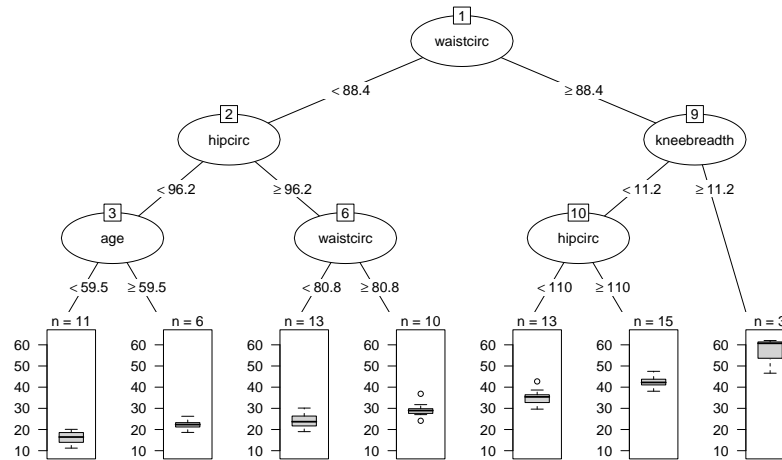 1
waistcirc
< 88.4 ≥ 88.4
2 9
hipcirc kneebreadth
< 96.2 ≥ 96.2 < 11.2 ≥ 11.2
3 6 10
age waistcirc hipcirc
< 59.5 ≥ 59.5 < 80.8 ≥ 80.8 < 110 ≥ 110
n = 11 n = 6 n = 13 n = 10 n = 13 n = 15 n = 3
60 60 60 60 60 60 60
50 50 50 50 50 50 50
40 40 40 40 40 40 40
30 30 30 30 30 30 30
20 20 20 20 20 20 20
10 10 10 10 10 10 10